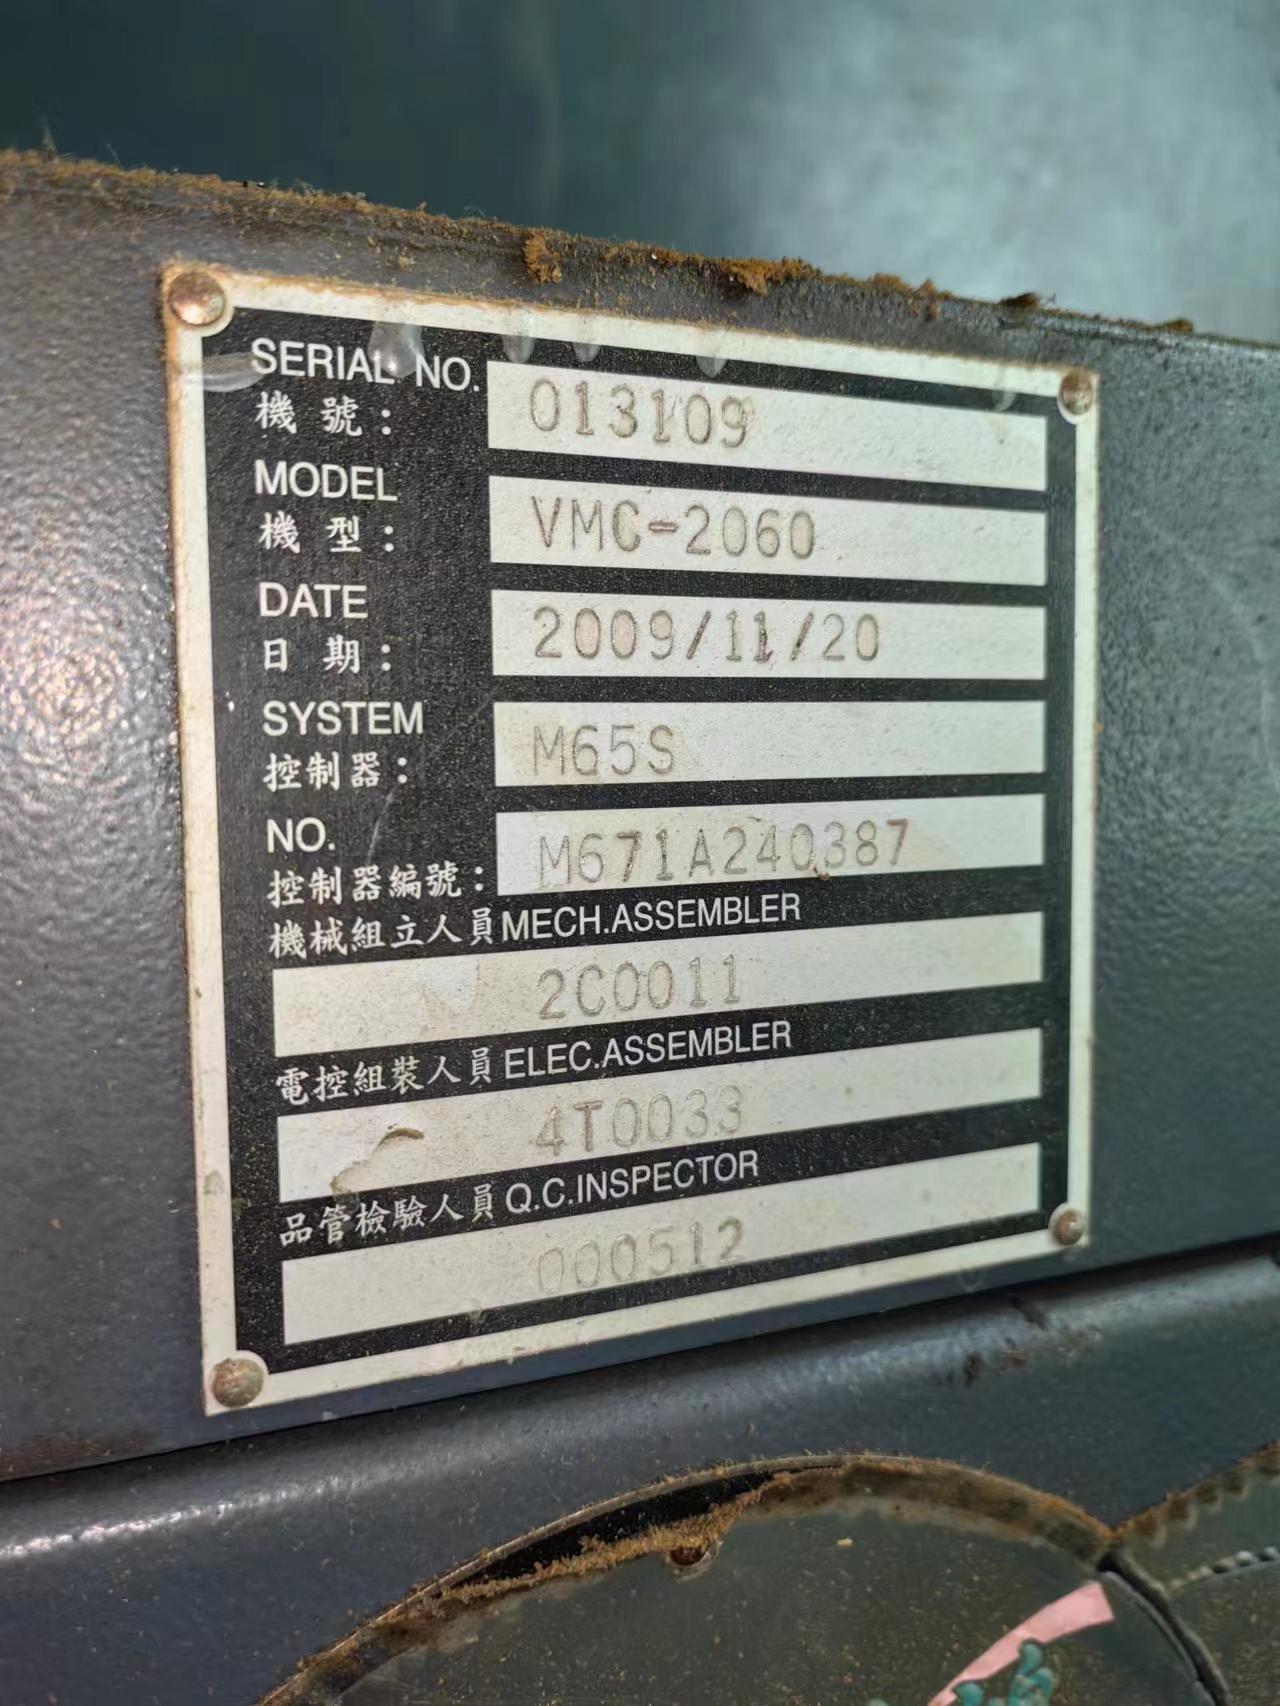 SERIAL NO. 013109
機號:
MODEL VMC-2060
機型:
DATE 2009/11/20
日期:
SYSTEM M65S
控制器:
NO. M671A240387
控制器編號:
機械組立人員 MECH.ASSEMBLER
2C0011
電控組裝人員 ELEC.ASSEMBLER
4T0033
品管檢驗人員 Q.C.INSPECTOR
000512